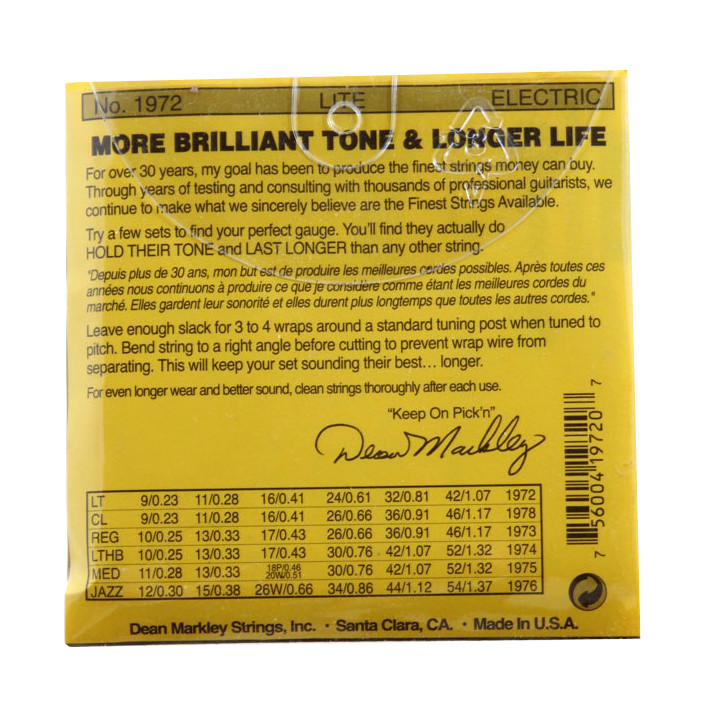 No. 1972 LITE ELECTRIC
MORE BRILLIANT TONE & LONGER LIFE
For over 30 years, my goal has been to produce the finest strings money can buy.
Through years of testing and consulting with thousands of professional guitarists, we
continue to make what we sincerely believe are the Finest Strings Available.
Try a few sets to find your perfect gauge. You'll find they actually do
HOLD THEIR TONE and LAST LONGER than any other string.
"Depuis plus de 30 ans, mon but est de produire les meilleures cordes possibles. Après toutes ces
années nous continuons à produire ce que je considère comme étant les meilleures cordes du
marché. Elles gardent leur sonorité et elles durent plus longtemps que toutes les autres cordes."
Leave enough slack for 3 to 4 wraps around a standard tuning post when tuned to
pitch. Bend string to a right angle before cutting to prevent wrap wire from
separating. This will keep your set sounding their best... longer.
For even longer wear and better sound, clean strings thoroughly after each use.
"Keep On Pick'n"
Dean Markley
LT 9/0.23 11/0.28 16/0.41 24/0.61 32/0.81 42/1.07 1972
CL 9/0.23 11/0.28 16/0.41 26/0.66 36/0.91 46/1.17 1978
REG 10/0.25 13/0.33 17/0.43 26/0.66 36/0.91 46/1.17 1973
LTHB 10/0.25 13/0.33 17/0.43 30/0.76 42/1.07 52/1.32 1974
MED 11/0.28 13/0.33 18P/0.46 20W/0.51 30/0.76 42/1.07 52/1.32 1975
JAZZ 12/0.30 15/0.38 26W/0.66 34/0.86 44/1.12 54/1.37 1976
7 56004 19720 7
Dean Markley Strings, Inc. • Santa Clara, CA. • Made In U.S.A.